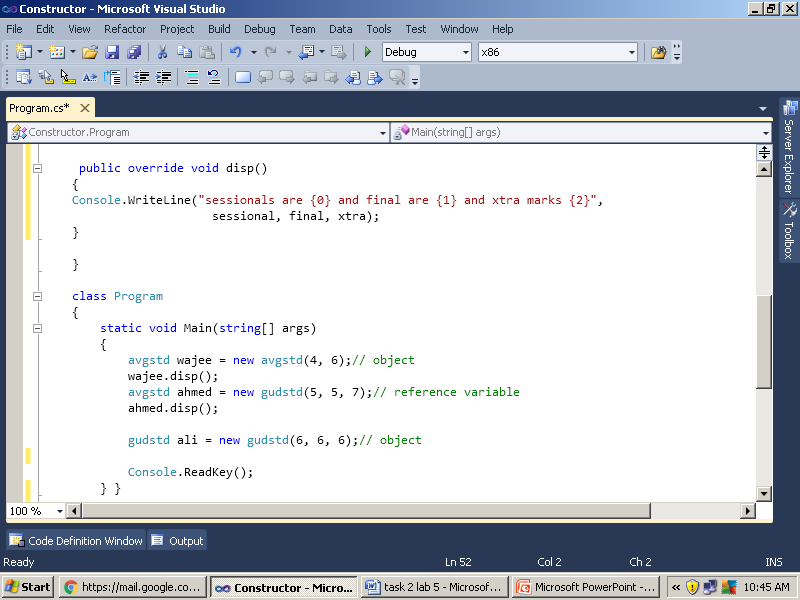 Constructor - Microsoft Visual Studio
File Edit View Refactor Project Build Debug Team Data Tools Test Window Help
Debug x86
Program.cs*
Constructor.Program Main(string[] args)
public override void disp()
{
Console.WriteLine("sessionals are {0} and final are {1} and xtra marks {2}",
sessional, final, xtra);
}
}
class Program
{
static void Main(string[] args)
{
avgstd wajee = new avgstd(4, 6);// object
wajee.disp();
avgstd ahmed = new gudstd(5, 5, 7);// reference variable
ahmed.disp();
gudstd ali = new gudstd(6, 6, 6);// object
Console.ReadKey();
} }
100 %
Server Explorer
Toolbox
Code Definition Window Output
Ready Ln 52 Col 2 Ch 2 INS
Start https://mail.google.co... Constructor - Micro... task 2 lab 5 - Microsof... Microsoft PowerPoint -... « 10:45 AM